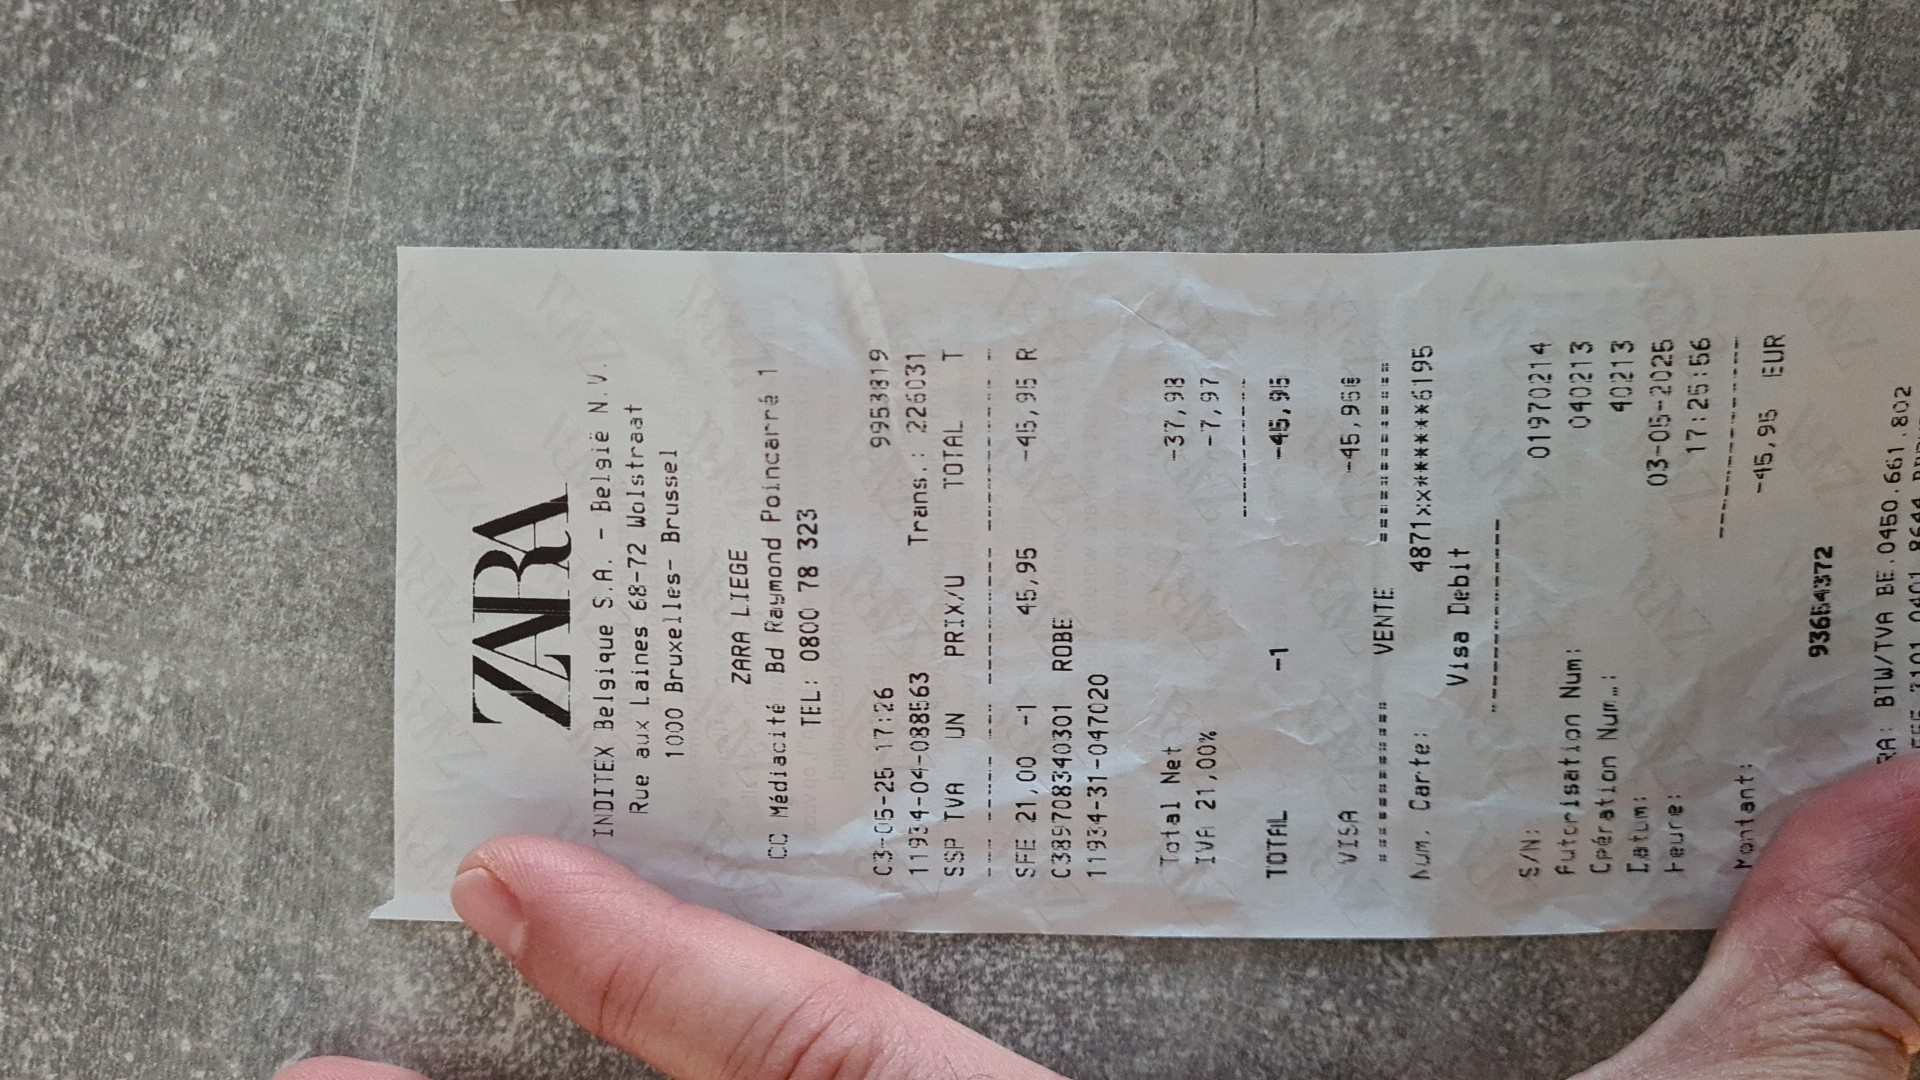 ZARA
INDITEX Belgique S.A. - België N.V.
Rue aux Laines 68-72 Wolstraat
1000 Bruxelles- Brussel
ZARA LIEGE
CC Médiacité Bd Raymond Poincarré 1
TEL: 0800 78 323
C3-05-25 17:26 9953819
11934-04-088563 Trans.: 226031
SSP TVA UN PRIX/U TOTAL T
SFE 21,00 -1 45,95 -45,95 R
C389708340301 ROBE
11934-31-047020
Total Net -37,98
IVA 21,00% -7,97
TOTAL -1 -45,95
VISA -45,95
================ VENTE ================
Num. Carte: 4871xx******6195
Visa Debit
S/N: 01970214
Autorisation Num: 040213
Opération Num.: 40213
Datum: 03-05-2025
Heure: 17:25:56
Montant: -45,95 EUR
93654372
RA: BTW/TVA BE.0450.661.802